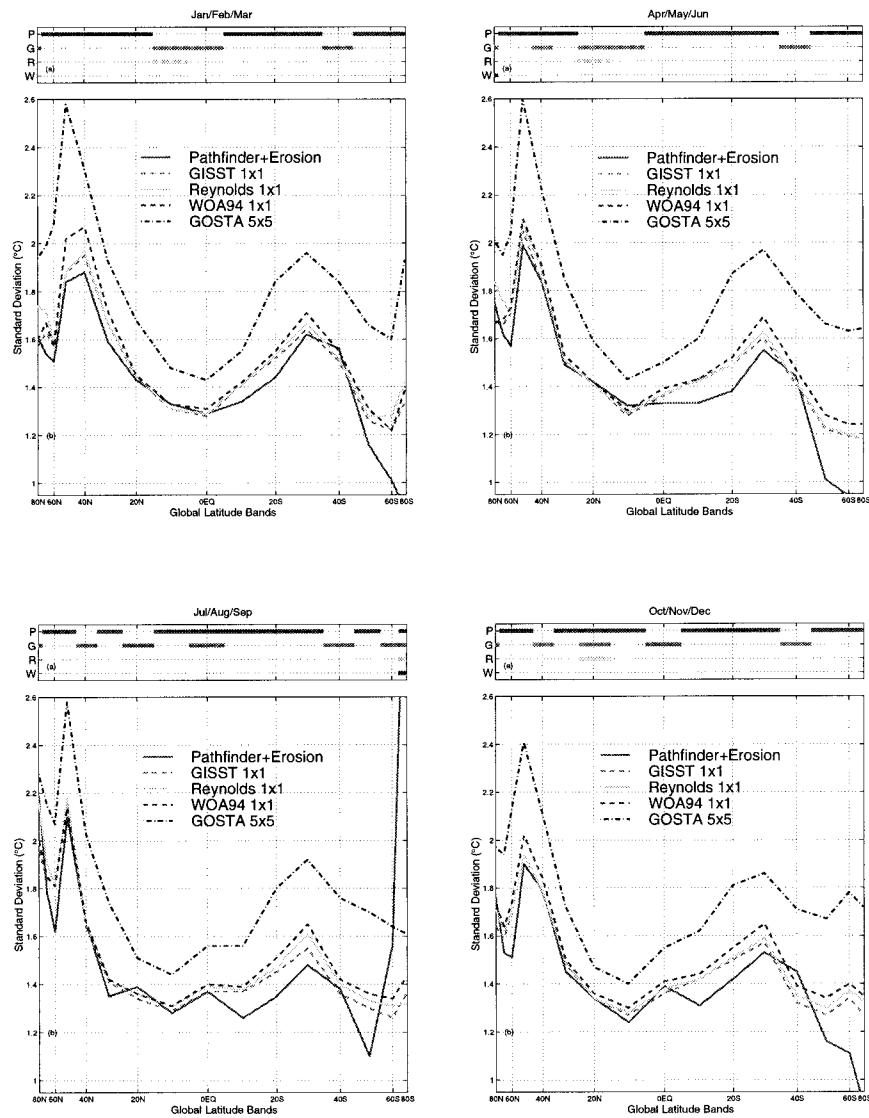 Jan/Feb/Mar
P
G
R
W
(a)
2.6
2.4
2.2
2
1.8
1.6
1.4
1.2
1
Standard Deviation (°C)
Pathfinder+Erosion
GISST 1x1
Reynolds 1x1
WOA94 1x1
GOSTA 5x5
(b)
80N 60N 40N 20N 0EQ 20S 40S 60S 80S
Global Latitude Bands
Apr/May/Jun
P
G
R
W
(a)
2.6
2.4
2.2
2
1.8
1.6
1.4
1.2
1
Standard Deviation (°C)
Pathfinder+Erosion
GISST 1x1
Reynolds 1x1
WOA94 1x1
GOSTA 5x5
(b)
80N 60N 40N 20N 0EQ 20S 40S 60S 80S
Global Latitude Bands
Jul/Aug/Sep
P
G
R
W
(a)
2.6
2.4
2.2
2
1.8
1.6
1.4
1.2
1
Standard Deviation (°C)
Pathfinder+Erosion
GISST 1x1
Reynolds 1x1
WOA94 1x1
GOSTA 5x5
(b)
80N 60N 40N 20N 0EQ 20S 40S 60S 80S
Global Latitude Bands
Oct/Nov/Dec
P
G
R
W
(a)
2.6
2.4
2.2
2
1.8
1.6
1.4
1.2
1
Standard Deviation (°C)
Pathfinder+Erosion
GISST 1x1
Reynolds 1x1
WOA94 1x1
GOSTA 5x5
(b)
80N 60N 40N 20N 0EQ 20S 40S 60S 80S
Global Latitude Bands